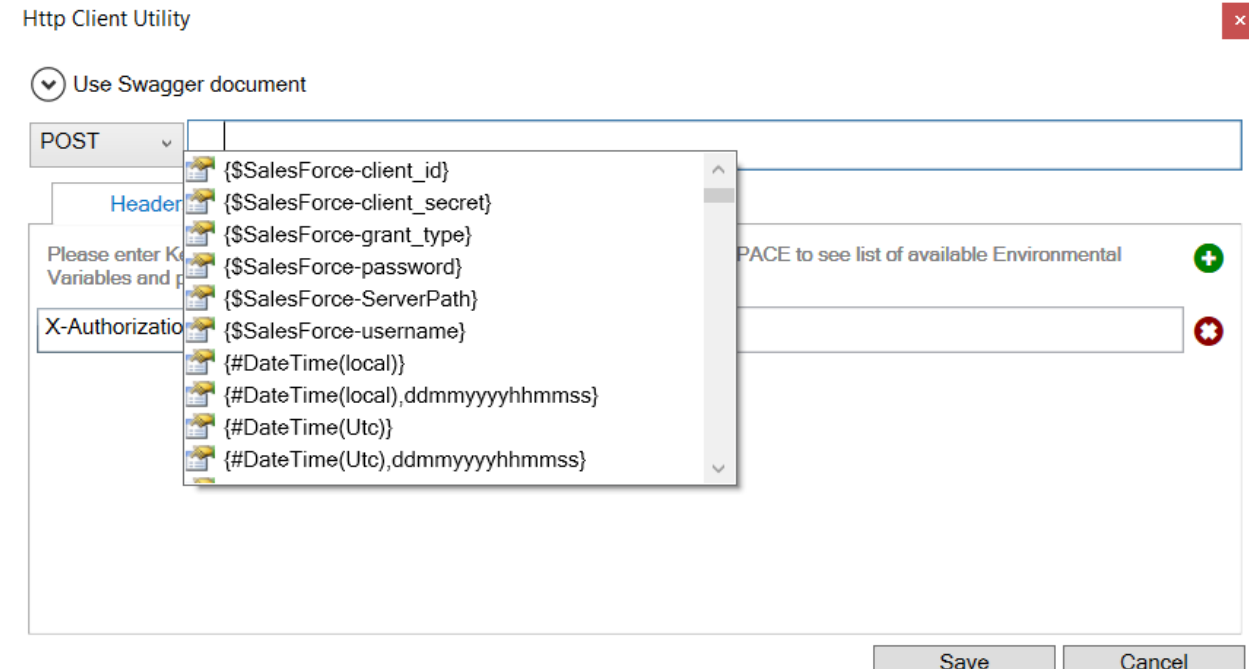 Http Client Utility
Use Swagger document
POST
{$SalesForce-client_id}
{$SalesForce-client_secret}
{$SalesForce-grant_type}
{$SalesForce-password}
{$SalesForce-ServerPath}
{$SalesForce-username}
{#DateTime(local)}
{#DateTime(local),ddmmyyyyhhmmss}
{#DateTime(Utc)}
{#DateTime(Utc),ddmmyyyyhhmmss}
Header
Please enter PACE to see list of available Environmental
Variables and
X-Authorizatio
Save Cancel